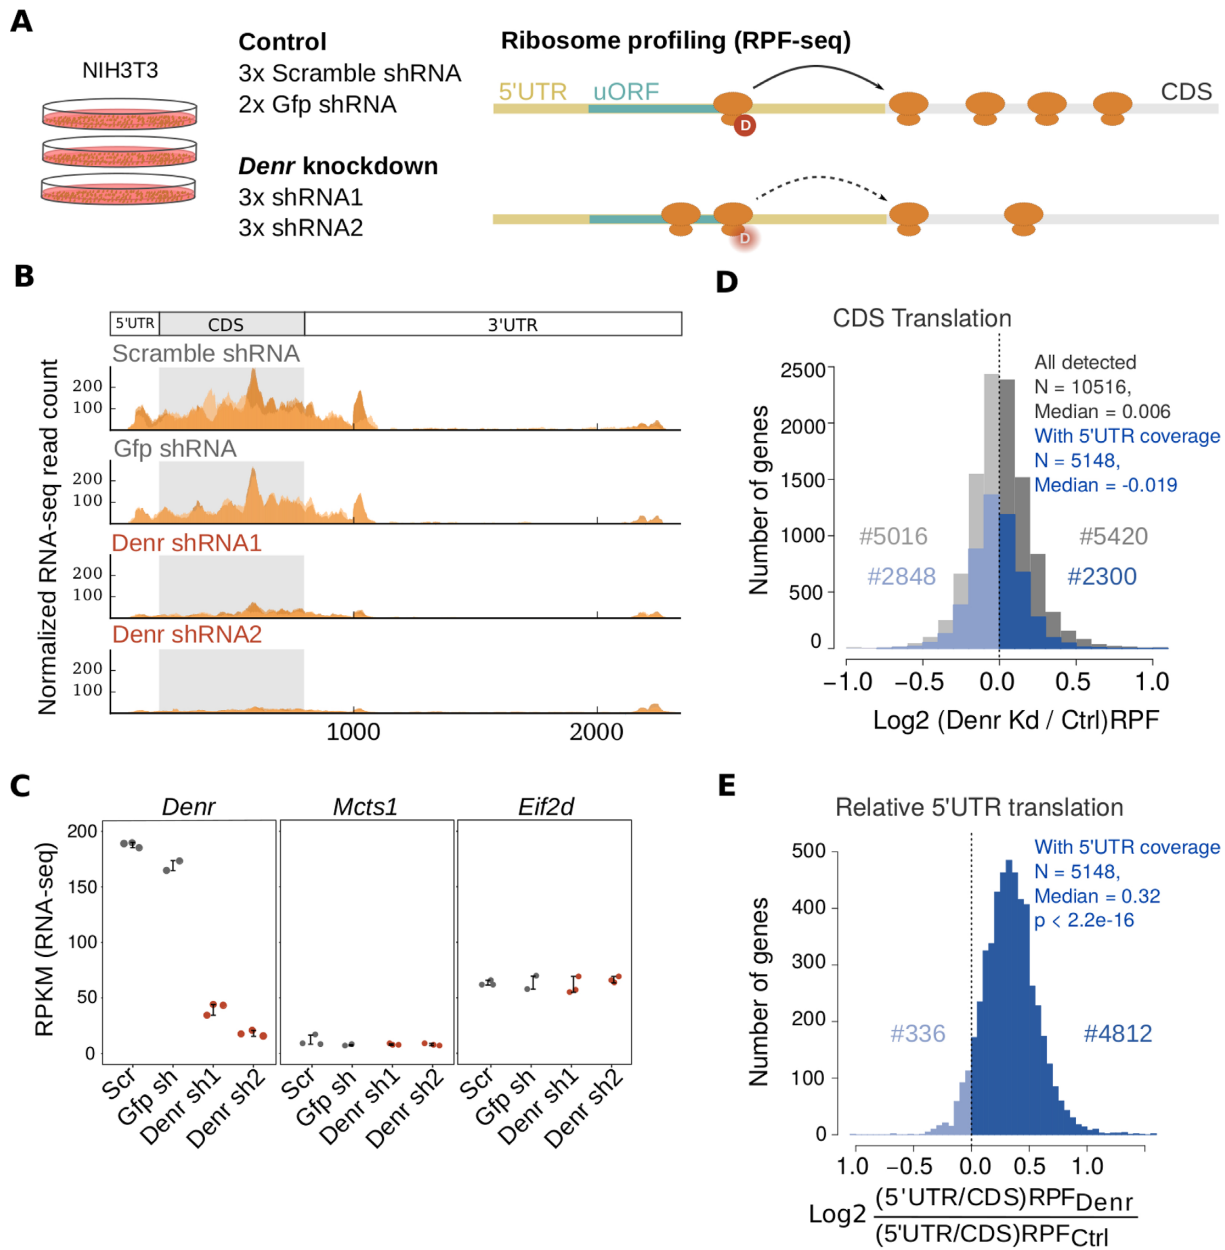 A
NIH3T3
Control
3x Scramble shRNA
2x Gfp shRNA
Denr knockdown
3x shRNA1
3x shRNA2
Ribosome profiling (RPF-seq)
5'UTR uORF CDS
D
D
B
5'UTR CDS 3'UTR
Normalized RNA-seq read count
Scramble shRNA
200
100
Gfp shRNA
200
100
Denr shRNA1
200
100
Denr shRNA2
200
100
1000 2000
C
Denr Mcts1 Eif2d
RPKM (RNA-seq)
200
150
100
50
0
Scr Gfp sh Denr sh1 Denr sh2 Scr Gfp sh Denr sh1 Denr sh2 Scr Gfp sh Denr sh1 Denr sh2
D
CDS Translation
Number of genes
2500
2000
1500
1000
500
0
All detected
N = 10516,
Median = 0.006
With 5'UTR coverage
N = 5148,
Median = -0.019
#5016 #5420
#2848 #2300
−1.0 −0.5 0.0 0.5 1.0
Log2 (Denr Kd / Ctrl)RPF
E
Relative 5'UTR translation
Number of genes
500
400
300
200
100
0
With 5'UTR coverage
N = 5148,
Median = 0.32
p < 2.2e-16
#336 #4812
1.0 −0.5 0.0 0.5 1.0
Log2 (5'UTR/CDS)RPFDenr
(5'UTR/CDS)RPFCtrl